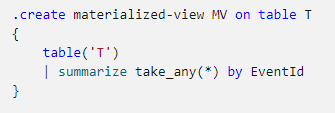 .create materialized-view MV on table T
{
    table('T')
    | summarize take_any(*) by EventId
}